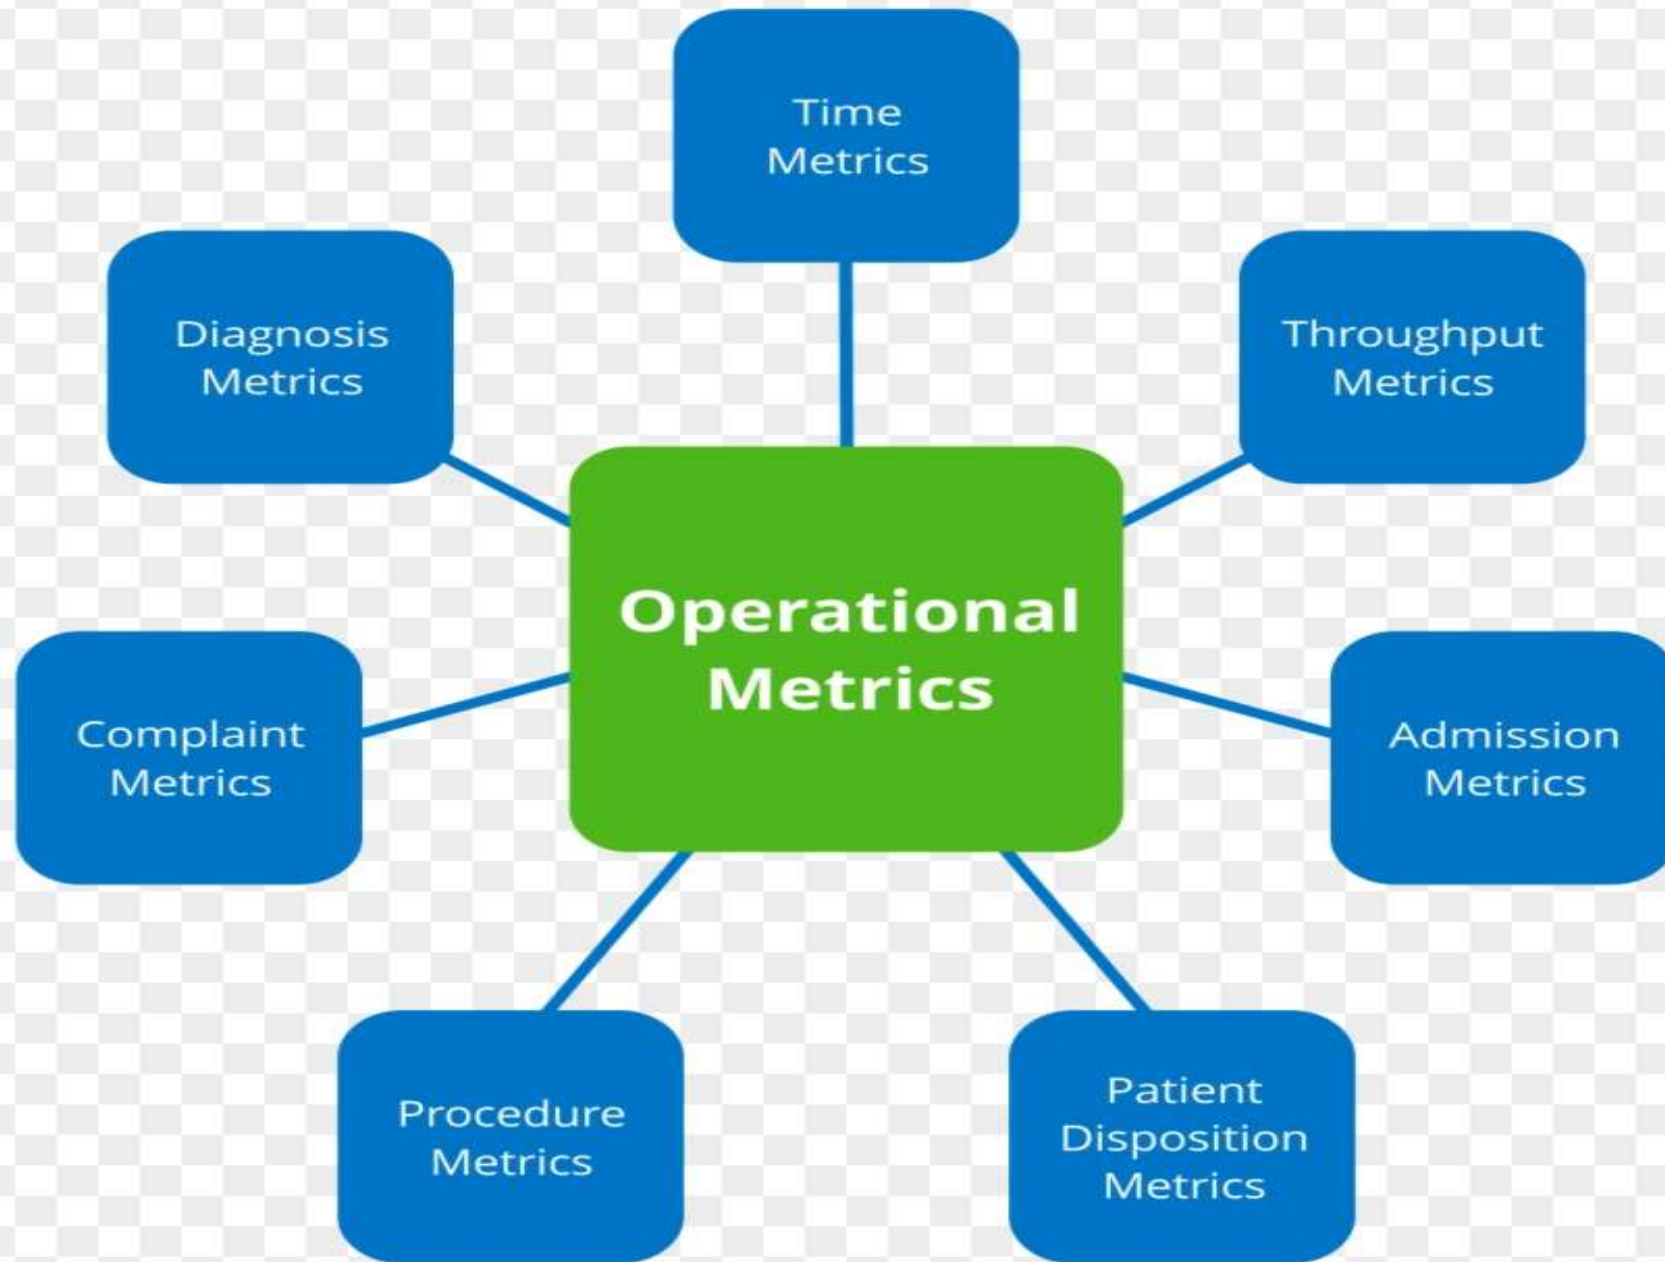 Time
Metrics
Diagnosis
Metrics
Throughput
Metrics
Operational
Metrics
Complaint
Metrics
Admission
Metrics
Procedure
Metrics
Patient
Disposition
Metrics